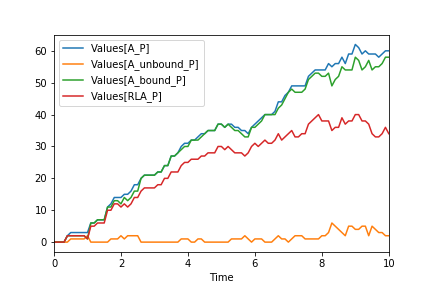 60
50
40
30
20
10
0
Values[A_P]
Values[A_unbound_P]
Values[A_bound_P]
Values[RLA_P]
0 2 4 6 8 10
Time